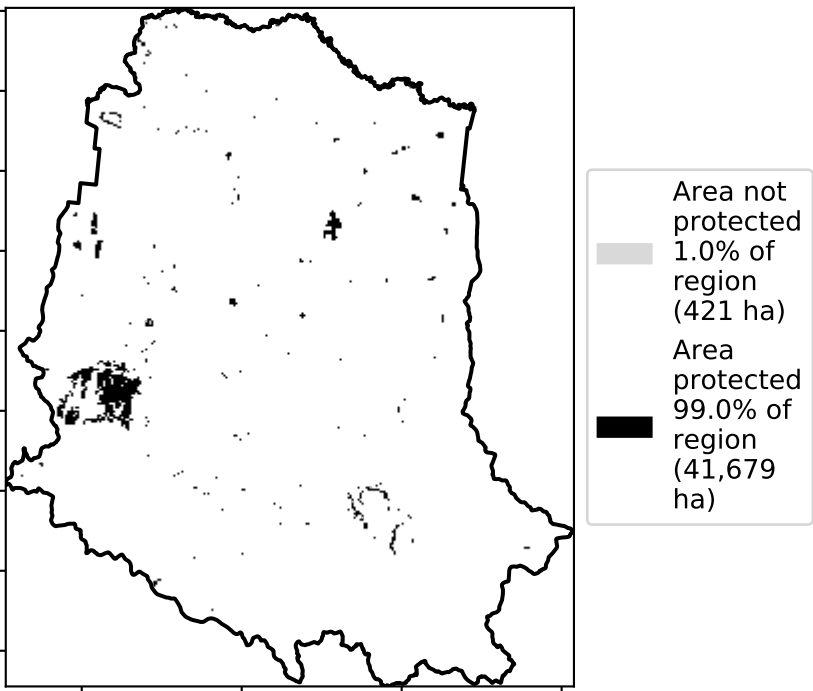 Area not
protected
1.0% of
region
(421 ha)
Area
protected
99.0% of
region
(41,679
ha)